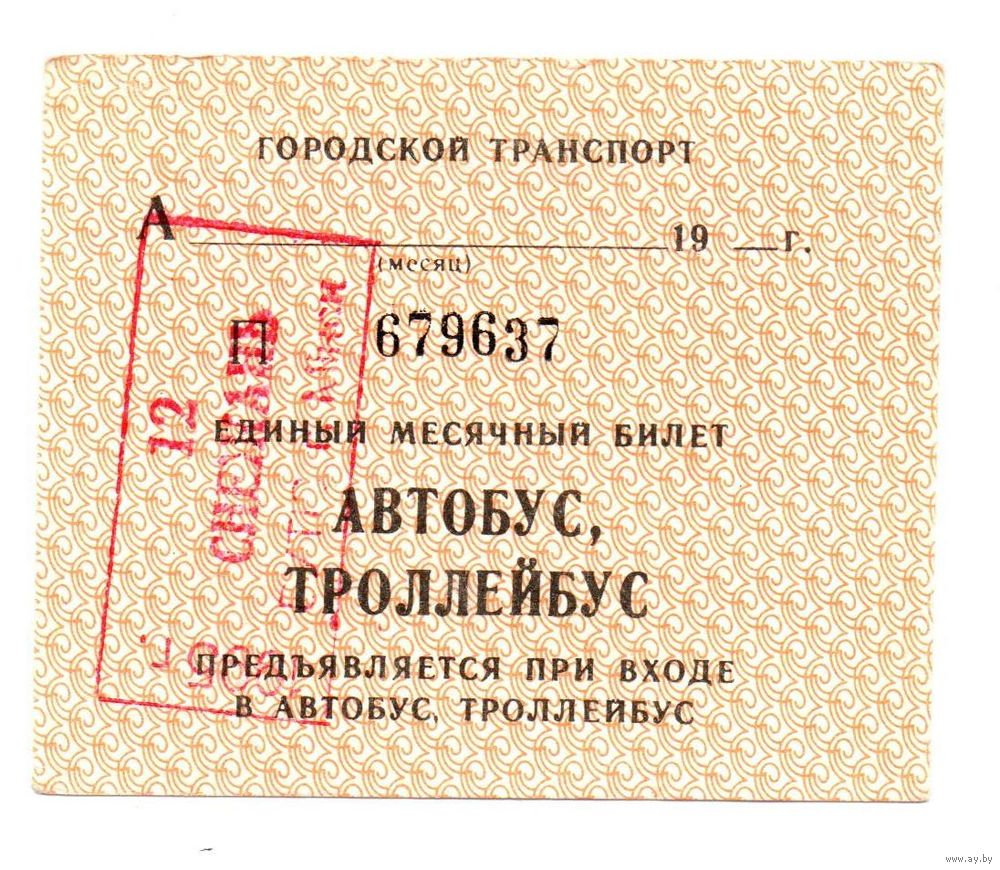 ГОРОДСКОЙ ТРАНСПОРТ
А 19 г.
(месяц)
П 679637
ЕДИНЫЙ МЕСЯЧНЫЙ БИЛЕТ
АВТОБУС,
ТРОЛЛЕЙБУС
ПРЕДЪЯВЛЯЕТСЯ ПРИ ВХОДЕ
В АВТОБУС, ТРОЛЛЕЙБУС
12
www.ay.by